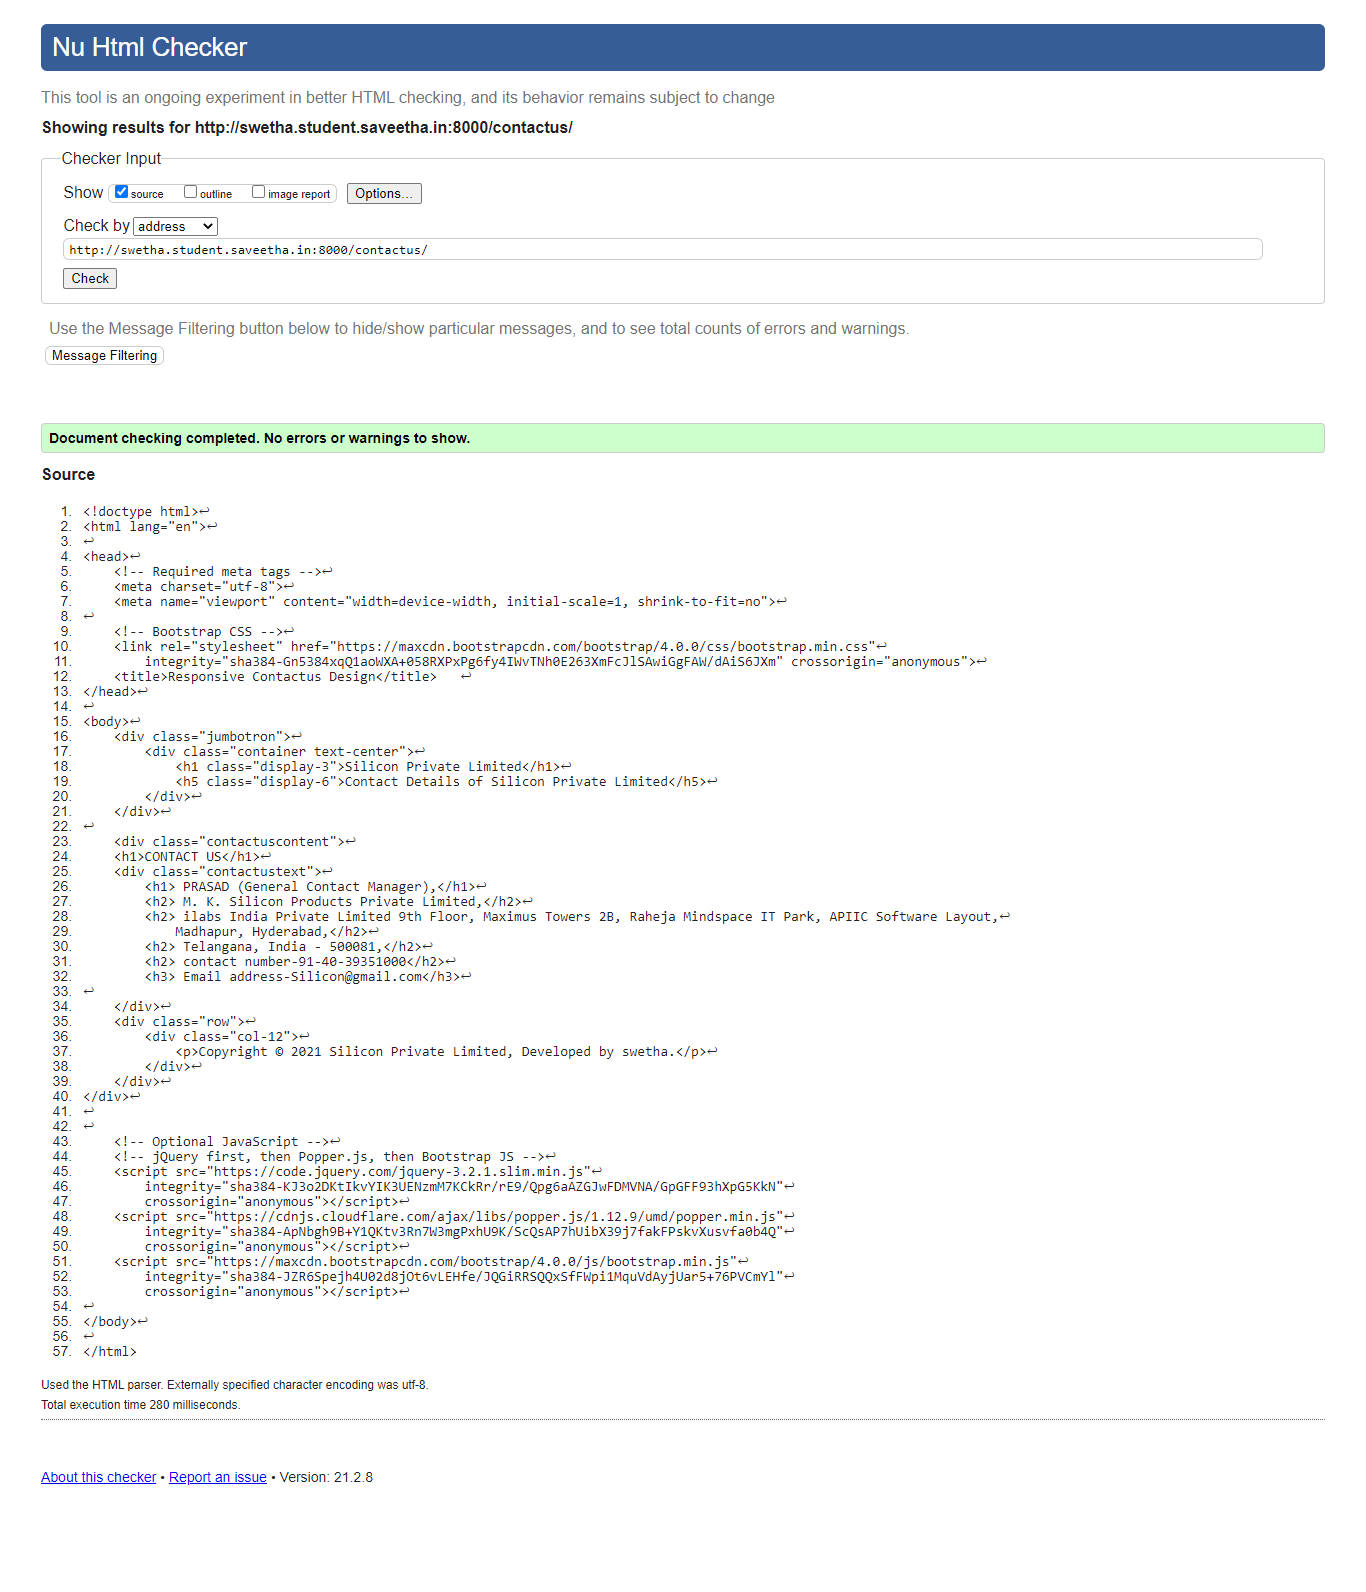 Nu Html Checker
This tool is an ongoing experiment in better HTML checking, and its behavior remains subject to change
Showing results for http://swetha.student.saveetha.in:8000/contactus/
Checker Input
Show source outline image report Options...
Check by address
http://swetha.student.saveetha.in:8000/contactus/
Check
Use the Message Filtering button below to hide/show particular messages, and to see total counts of errors and warnings.
Message Filtering
Document checking completed. No errors or warnings to show.
Source
1. <!doctype html>↩
2. <html lang="en">↩
3. ↩
4. <head>↩
5. <!-- Required meta tags -->↩
6. <meta charset="utf-8">↩
7. <meta name="viewport" content="width=device-width, initial-scale=1, shrink-to-fit=no">↩
8. ↩
9. <!-- Bootstrap CSS -->↩
10. <link rel="stylesheet" href="https://maxcdn.bootstrapcdn.com/bootstrap/4.0.0/css/bootstrap.min.css"↩
11. integrity="sha384-Gn5384xqQ1aoWXA+058RXPxPg6fy4IWvTNh0E263XmFcJlSAwiGgFAW/dAiS6JXm" crossorigin="anonymous">↩
12. <title>Responsive Contactus Design</title> ↩
13. </head>↩
14. ↩
15. <body>↩
16. <div class="jumbotron">↩
17. <div class="container text-center">↩
18. <h1 class="display-3">Silicon Private Limited</h1>↩
19. <h5 class="display-6">Contact Details of Silicon Private Limited</h5>↩
20. </div>↩
21. </div>↩
22. ↩
23. <div class="contactuscontent">↩
24. <h1>CONTACT US</h1>↩
25. <div class="contactustext">↩
26. <h1> PRASAD (General Contact Manager),</h1>↩
27. <h2> M. K. Silicon Products Private Limited,</h2>↩
28. <h2> ilabs India Private Limited 9th Floor, Maximus Towers 2B, Raheja Mindspace IT Park, APIIC Software Layout,↩
29. Madhapur, Hyderabad,</h2>↩
30. <h2> Telangana, India - 500081,</h2>↩
31. <h2> contact number-91-40-39351000</h2>↩
32. <h3> Email address-Silicon@gmail.com</h3>↩
33. ↩
34. </div>↩
35. <div class="row">↩
36. <div class="col-12">↩
37. <p>Copyright © 2021 Silicon Private Limited, Developed by swetha.</p>↩
38. </div>↩
39. </div>↩
40. </div>↩
41. ↩
42. ↩
43. <!-- Optional JavaScript -->↩
44. <!-- jQuery first, then Popper.js, then Bootstrap JS -->↩
45. <script src="https://code.jquery.com/jquery-3.2.1.slim.min.js"↩
46. integrity="sha384-KJ3o2DKtIkvYIK3UENzmM7KCkRr/rE9/Qpg6aAZGJwFDMVNA/GpGFF93hXpG5KkN"↩
47. crossorigin="anonymous"></script>↩
48. <script src="https://cdnjs.cloudflare.com/ajax/libs/popper.js/1.12.9/umd/popper.min.js"↩
49. integrity="sha384-ApNbgh9B+Y1QKtv3Rn7W3mgPxhU9K/ScQsAP7hUibX39j7fakFPskvXusvfa0b4Q"↩
50. crossorigin="anonymous"></script>↩
51. <script src="https://maxcdn.bootstrapcdn.com/bootstrap/4.0.0/js/bootstrap.min.js"↩
52. integrity="sha384-JZR6Spejh4U02d8jOt6vLEHfe/JQGiRRSQQxSfFWpi1MquVdAyjUar5+76PVCmYl"↩
53. crossorigin="anonymous"></script>↩
54. ↩
55. </body>↩
56. ↩
57. </html>
Used the HTML parser. Externally specified character encoding was utf-8.
Total execution time 280 milliseconds.
About this checker • Report an issue • Version: 21.2.8